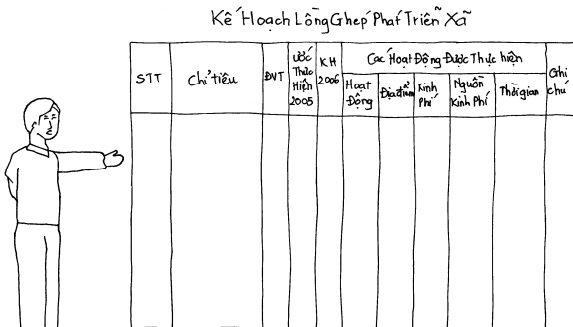 Kế Hoạch Lồng Ghép Phát Triển Xã
STT
Chỉ tiêu
ĐVT
Ước
Thức
Hiện
2005
KH
2006
Các Hoạt Động Được Thực hiện
Hoạt
Động
Địa điểm
Kinh
Phí
Nguồn
Kinh Phí
Thời gian
Ghi
chú